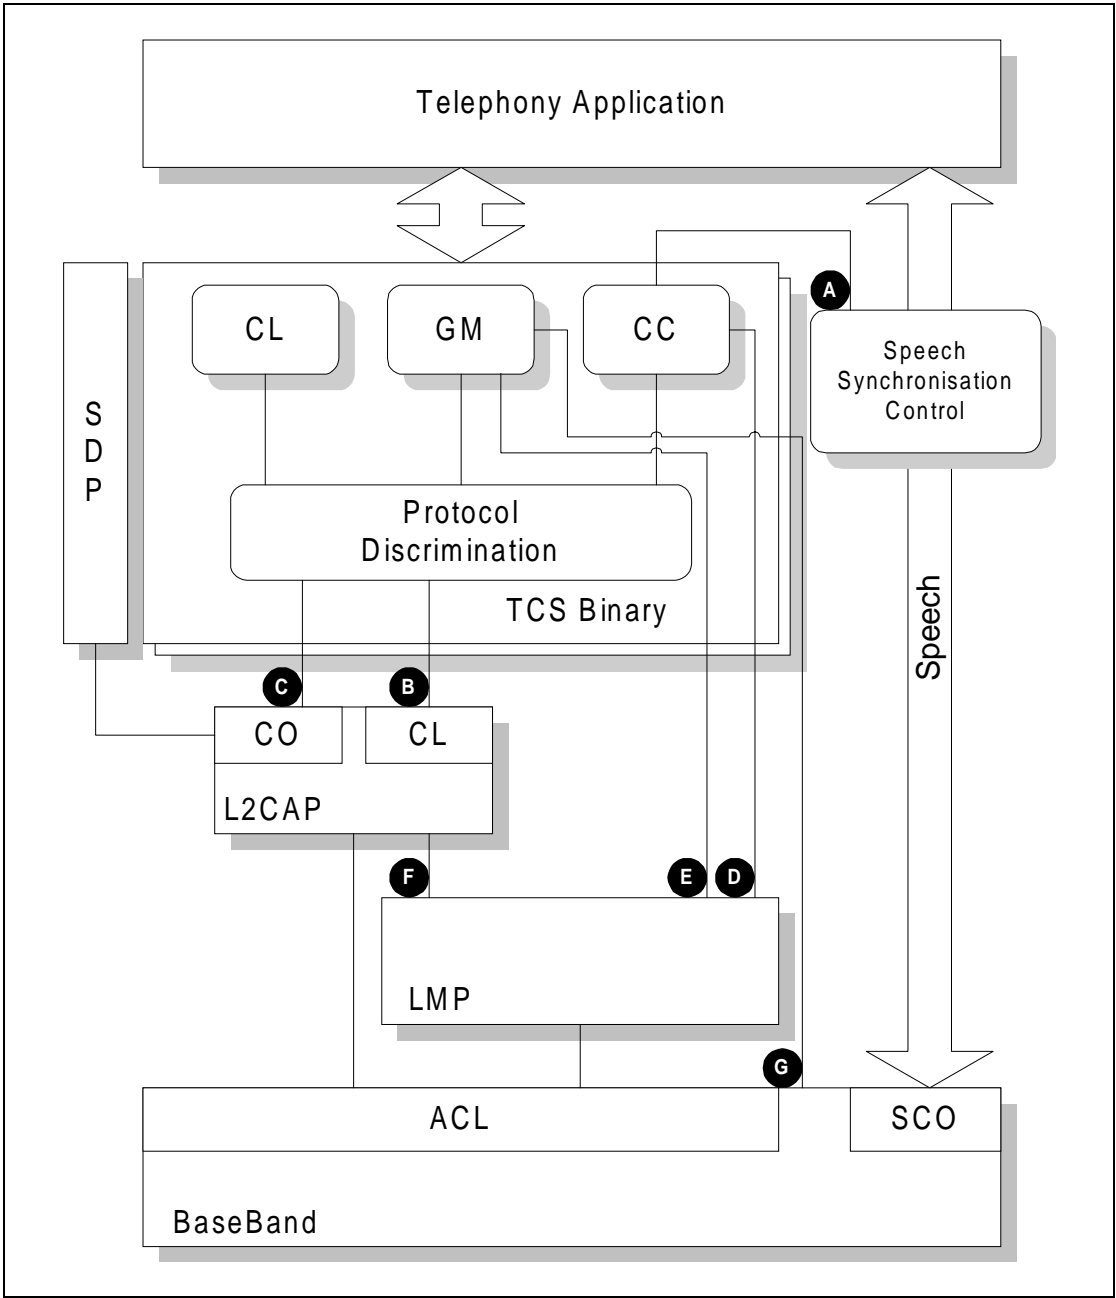 Telephony Application
CL
GM
CC
A
Speech
Synchronisation
Control
S
D
P
Protocol
Discrimination
TCS Binary
Speech
C
B
CO
CL
L2CAP
F
E
D
LMP
G
ACL
SCO
BaseBand